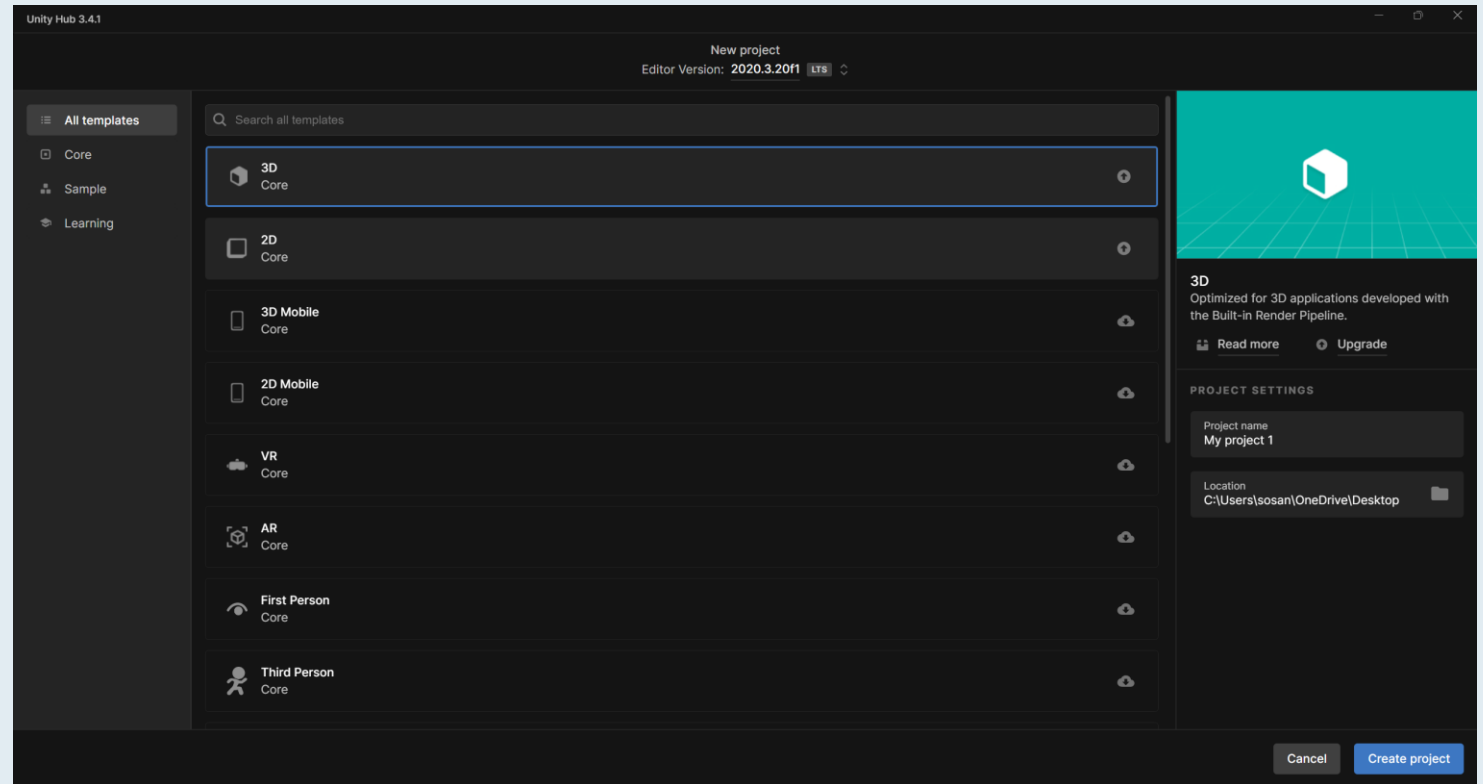 Unity Hub 3.4.1
New project
Editor Version: 2020.3.20f1 LTS
All templates
Core
Sample
Learning
Search all templates
3D
Core
2D
Core
3D Mobile
Core
2D Mobile
Core
VR
Core
AR
Core
First Person
Core
Third Person
Core
3D
Optimized for 3D applications developed with
the Built-in Render Pipeline.
Read more Upgrade
PROJECT SETTINGS
Project name
My project 1
Location
C:\Users\sosan\OneDrive\Desktop
Cancel Create project